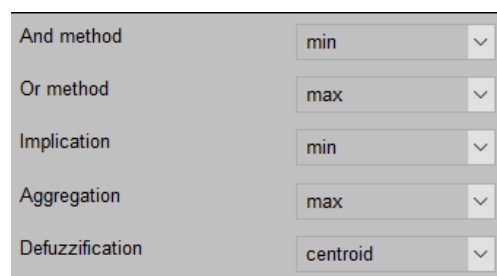 And method min
Or method max
Implication min
Aggregation max
Defuzzification centroid